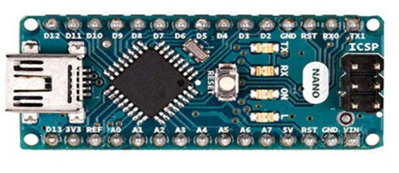 D12 D11 D10 D9 D8 D7 D6 D5 D4 D3 D2 GND RST RX0 TX1
TX
RX
ON
L
RESET
NANO
ICSP
D13 3V3 REF A0 A1 A2 A3 A4 A5 A6 A7 5V RST GND VIN